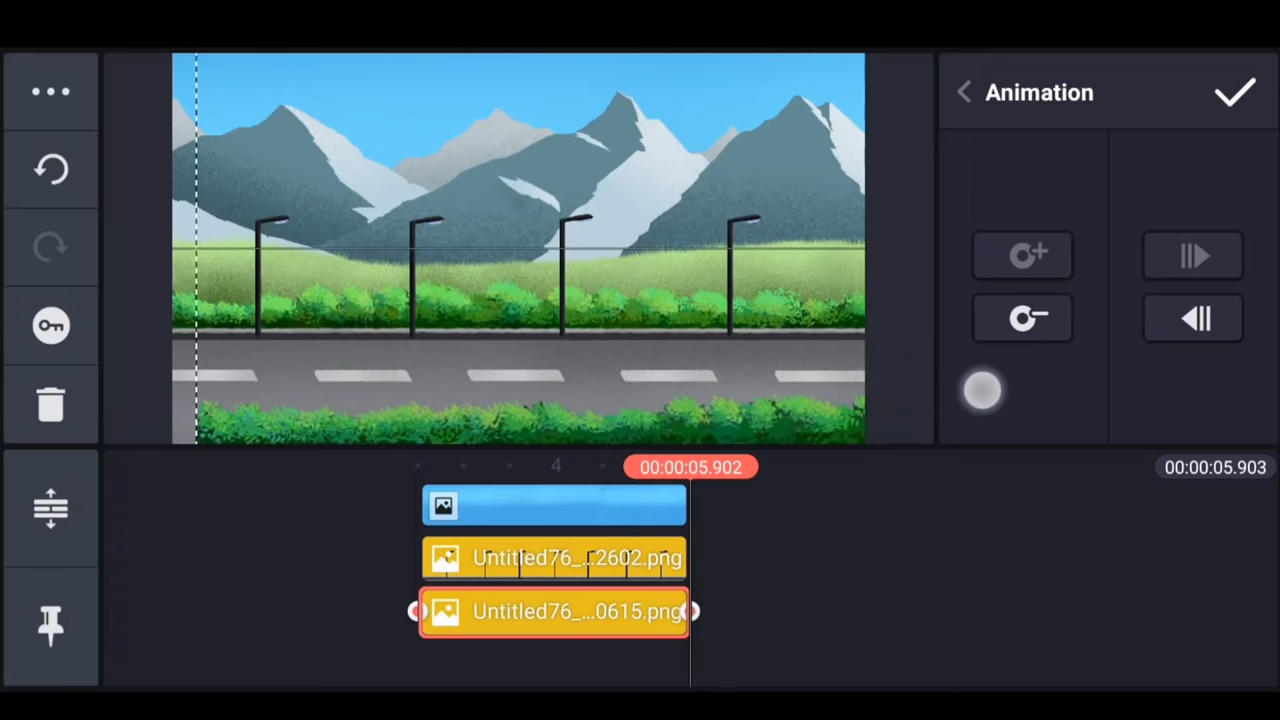 Animation
4
00:00:05.902
00:00:05.903
Untitled76_...2602.png
Untitled76_...0615.png